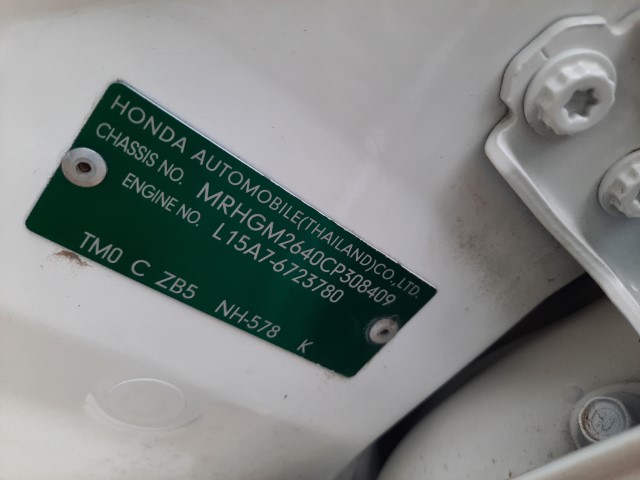 HONDA AUTOMOBILE(THAILAND)CO.,LTD.
CHASSIS NO. MRHGM2640CP308409
ENGINE NO. L15A7-6723780
TM0 C ZB5 NH-578 K